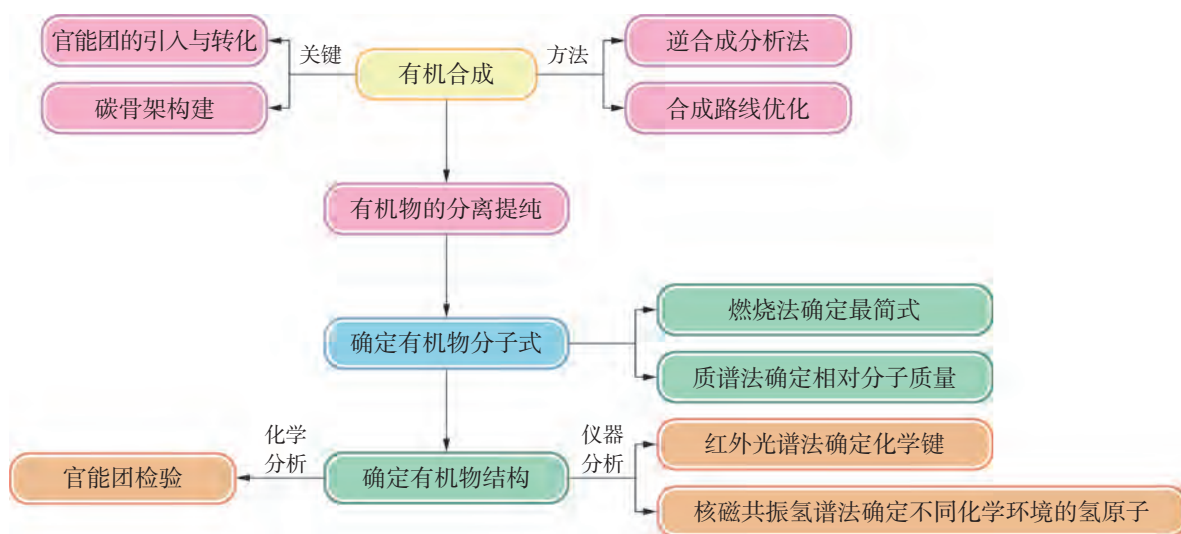 官能团的引入与转化
关键
碳骨架构建
有机合成
方法
逆合成分析法
合成路线优化
有机物的分离提纯
确定有机物分子式
燃烧法确定最简式
质谱法确定相对分子质量
化学
分析
官能团检验
确定有机物结构
仪器
分析
红外光谱法确定化学键
核磁共振氢谱法确定不同化学环境的氢原子